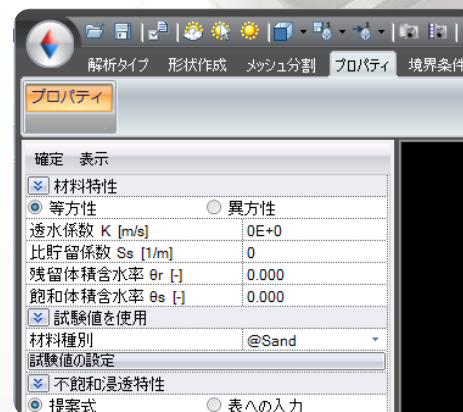 解析タイプ 形状作成 メッシュ分割 プロパティ 境界条件
プロパティ
確定 表示
材料特性
等方性 異方性
透水係数 K [m/s] 0E+0
比貯留係数 Ss [1/m] 0
残留体積含水率 θr [-] 0.000
飽和体積含水率 θs [-] 0.000
試験値を使用
材料種別 @Sand
試験値の設定
不飽和浸透特性
提案式 表への入力